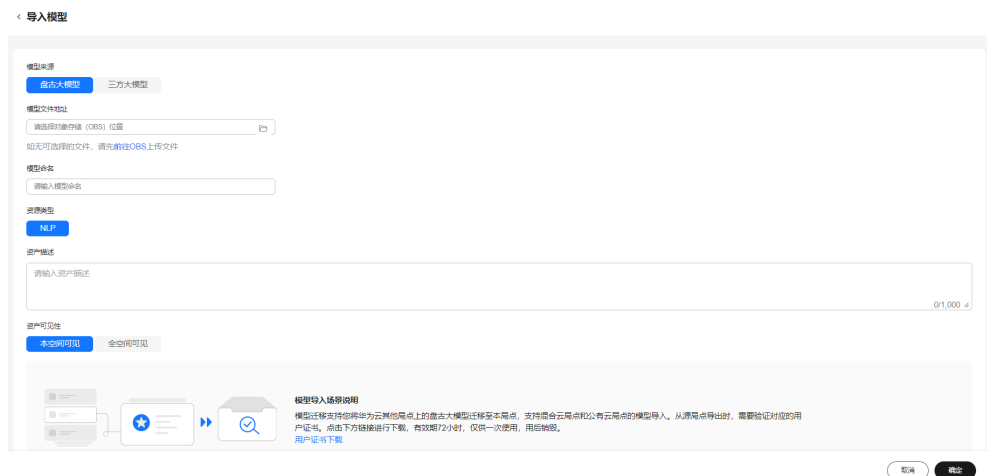 导入模型
模型来源
盘古大模型 三方大模型
模型文件地址
请选择对象存储（OBS）位置
如无可选择的文件，请先前往OBS上传文件
模型命名
请输入模型命名
资源类型
NLP
资产描述
请输入资产描述
0/1,000
资产可见性
本空间可见 全空间可见
模型导入场景说明
模型迁移支持您将华为云其他局点上的盘古大模型迁移至本局点，支持混合云局点和公有云局点的模型导入。从源局点导出时，需要验证对应的用
户证书。点击下方链接进行下载，有效期72小时，仅供一次使用，用后销毁。
用户证书下载
取消 确定